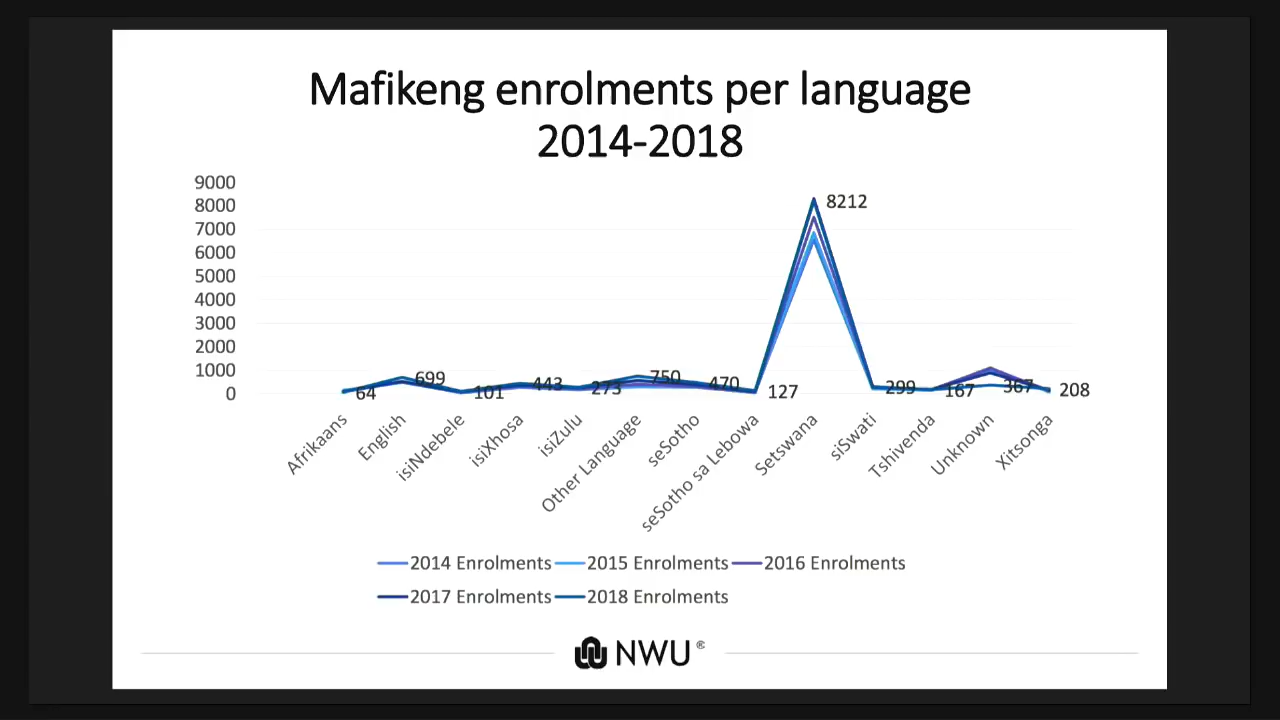 Mafikeng enrolments per language
2014-2018
9000
8000
7000
6000
5000
4000
3000
2000
1000
0
64
699
101
443
273
750
470
127
8212
299
167
367
208
Afrikaans
English
isiNdebele
isiXhosa
isiZulu
Other Language
seSotho
seSotho sa Lebowa
Setswana
siSwati
Tshivenda
Unknown
Xitsonga
2014 Enrolments 2015 Enrolments 2016 Enrolments
2017 Enrolments 2018 Enrolments
NWU